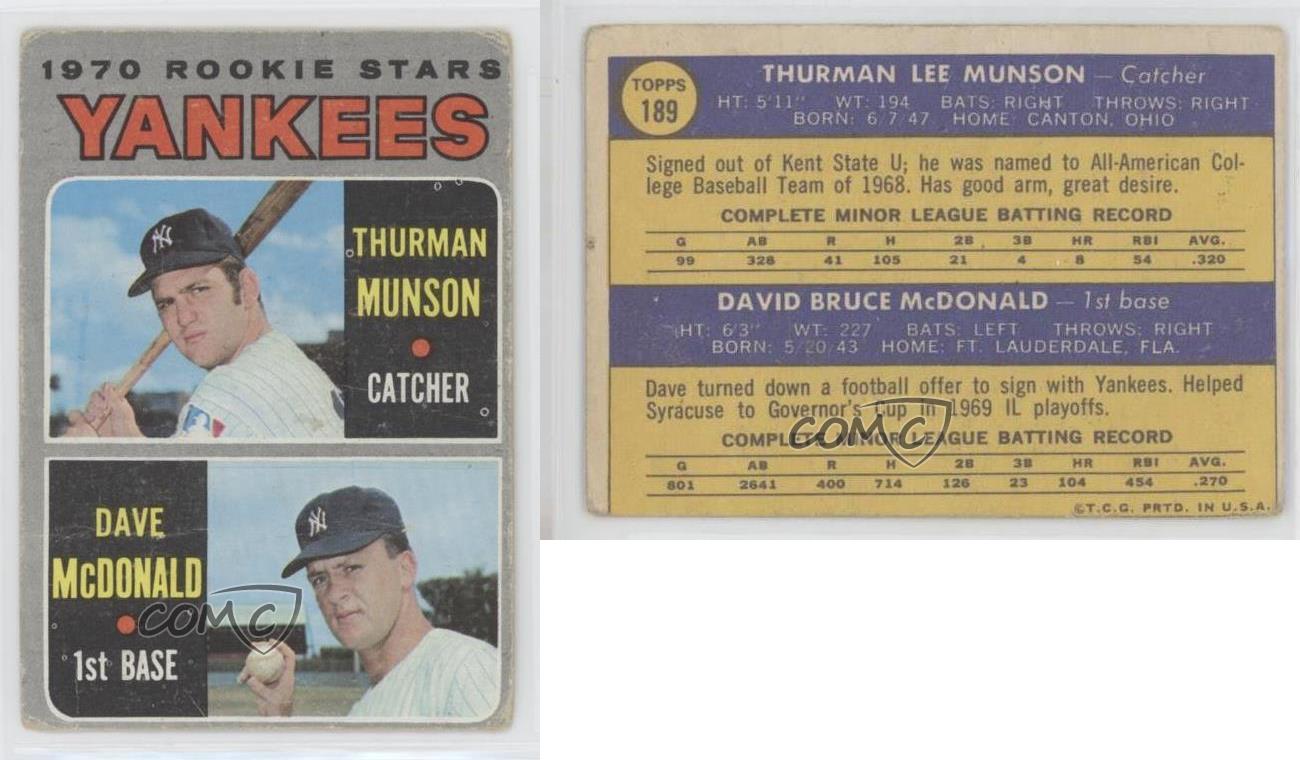 1970 ROOKIE STARS
YANKEES
THURMAN
MUNSON
CATCHER
DAVE
McDONALD
1st BASE
COMC
TOPPS
189
THURMAN LEE MUNSON — Catcher
HT: 5'11" WT: 194 BATS: RIGHT THROWS: RIGHT
BORN: 6/7/47 HOME: CANTON, OHIO
Signed out of Kent State U; he was named to All-American Col-
lege Baseball Team of 1968. Has good arm, great desire.
COMPLETE MINOR LEAGUE BATTING RECORD
G AB R H 2B 3B HR RBI AVG.
99 328 41 105 21 4 8 54 .320
DAVID BRUCE McDONALD — 1st base
HT: 6'3" WT: 227 BATS: LEFT THROWS: RIGHT
BORN: 5/20/43 HOME: FT. LAUDERDALE, FLA.
Dave turned down a football offer to sign with Yankees. Helped
Syracuse to Governor's Cup in 1969 IL playoffs.
COMC
COMPLETE MINOR LEAGUE BATTING RECORD
G AB R H 2B 3B HR RBI AVG.
801 2641 400 714 126 23 104 454 .270
©T.C.G. PRTD. IN U.S.A.